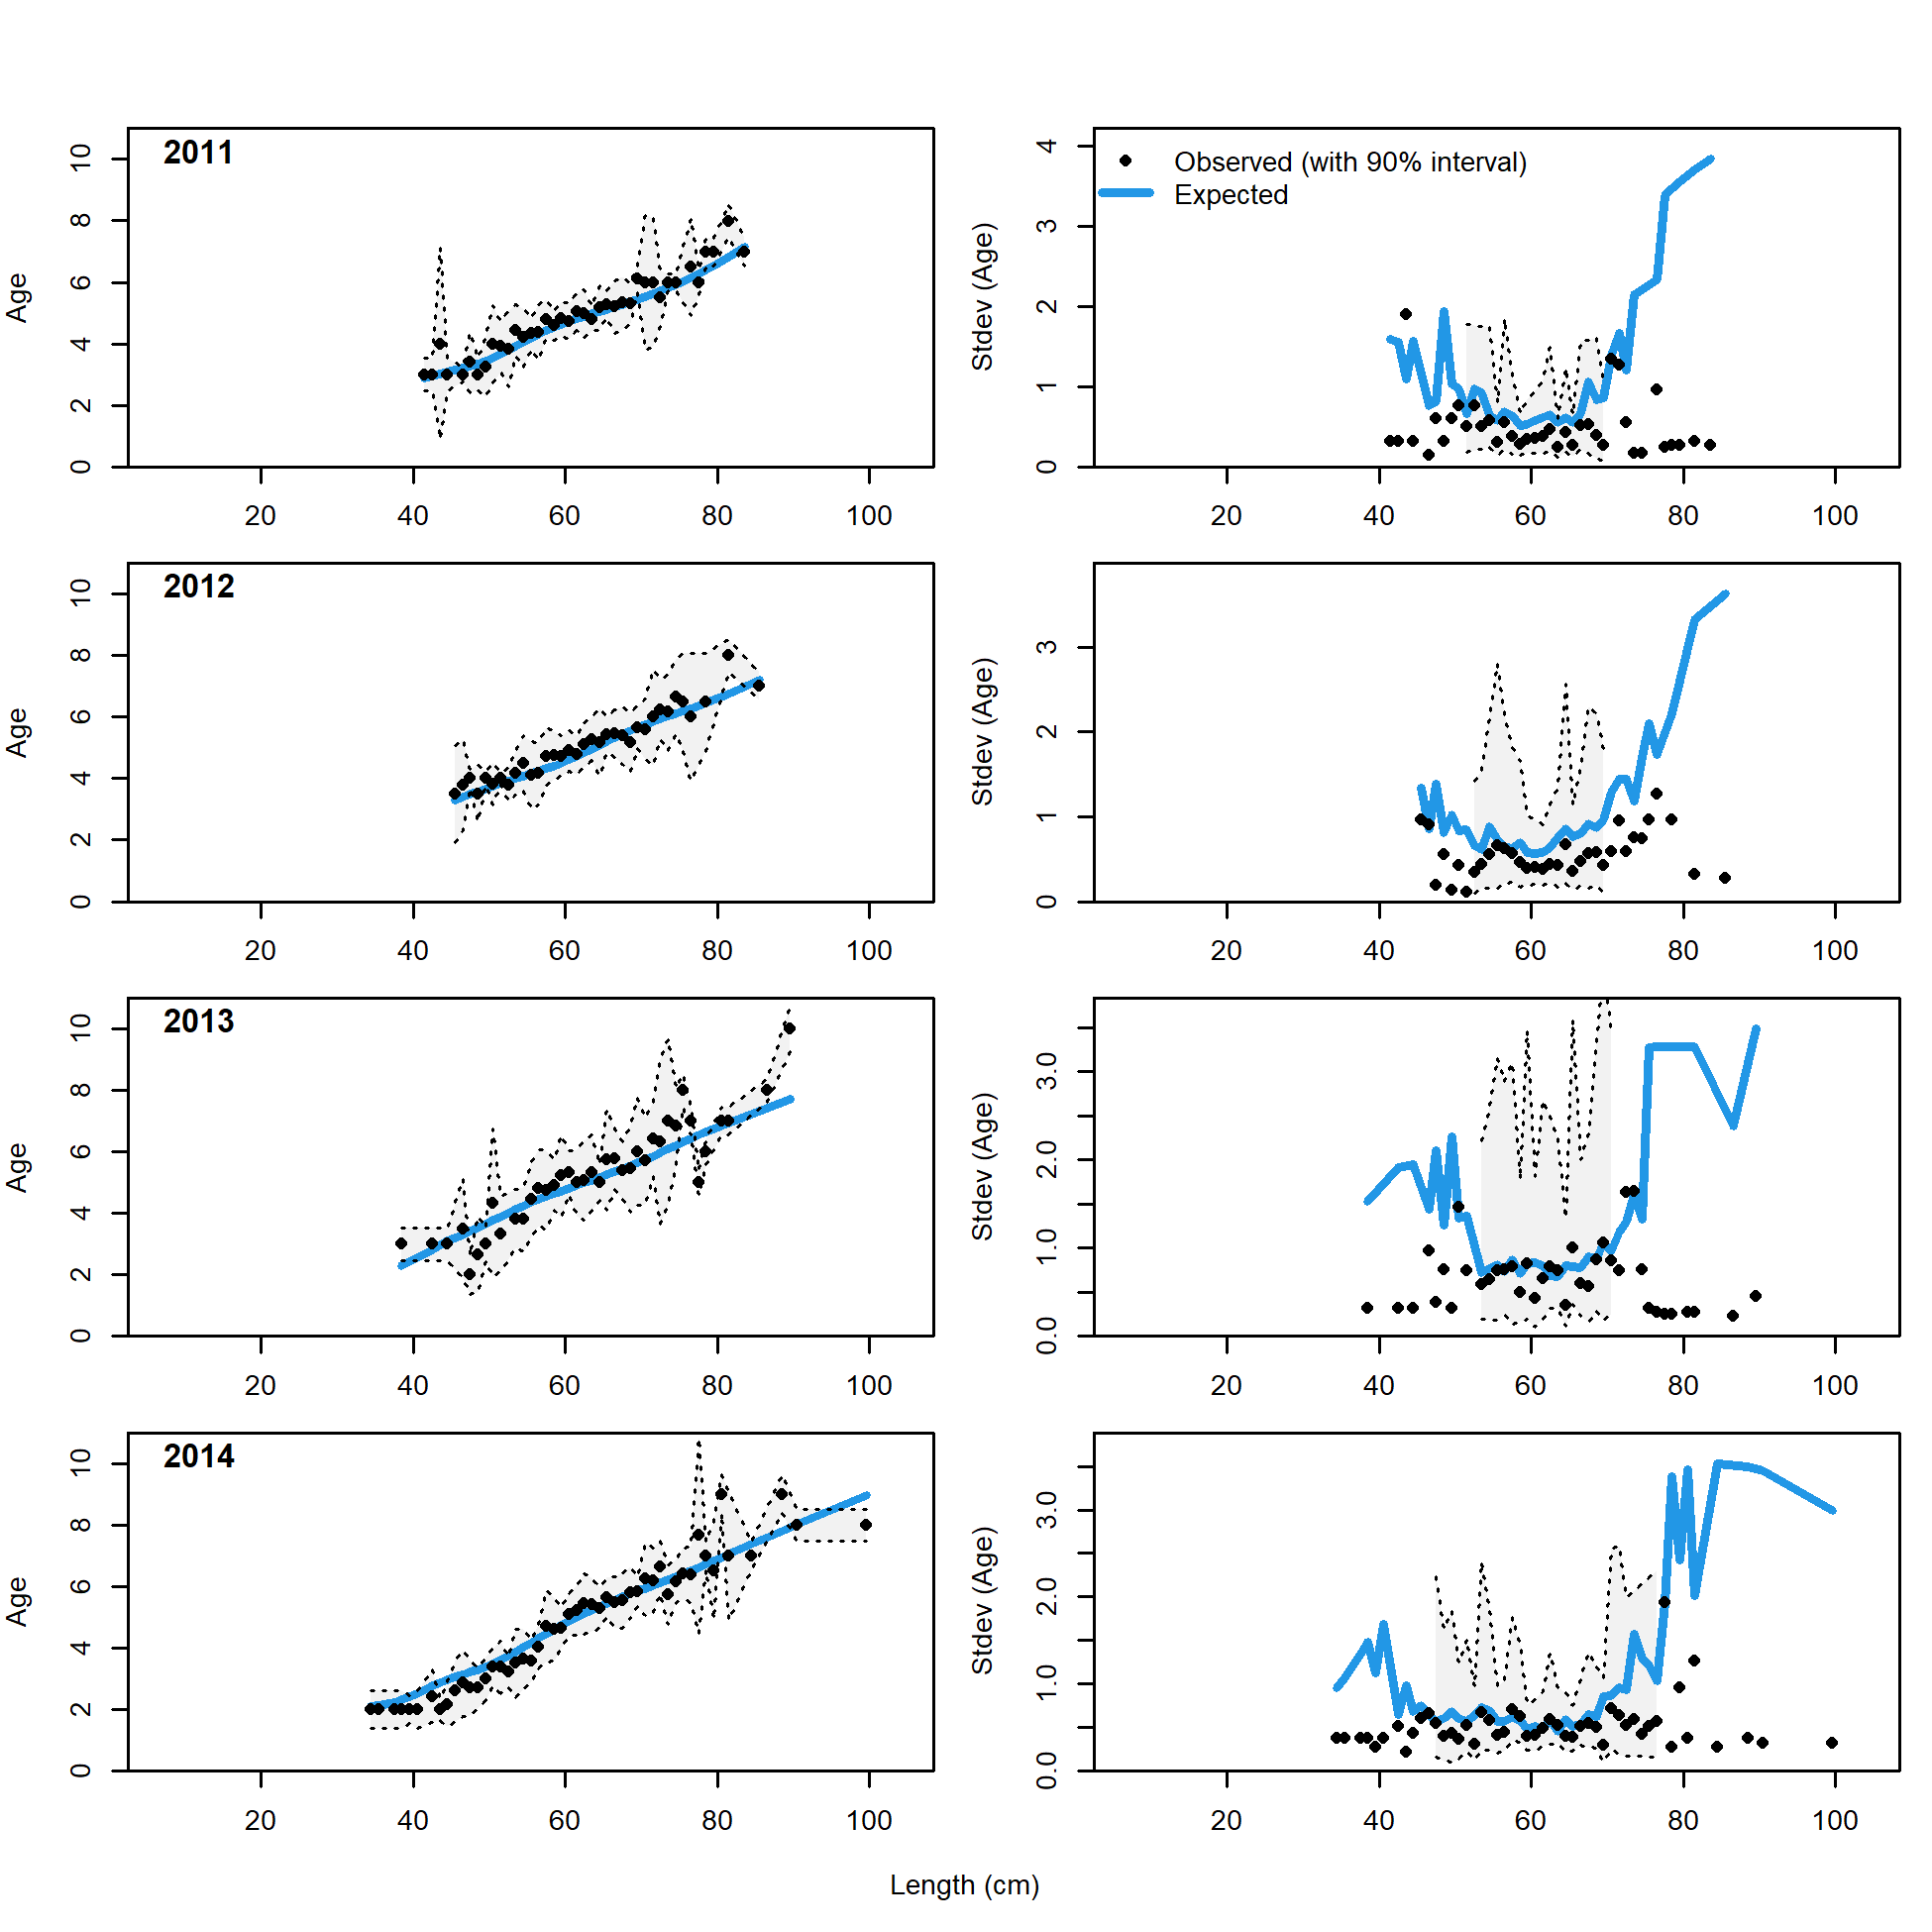 2011
Age
0 2 4 6 8 10
20 40 60 80 100
Observed (with 90% interval)
Expected
Stdev (Age)
0 1 2 3 4
20 40 60 80 100
2012
Age
0 2 4 6 8 10
20 40 60 80 100
Stdev (Age)
0 1 2 3
20 40 60 80 100
2013
Age
0 2 4 6 8 10
20 40 60 80 100
Stdev (Age)
0.0 1.0 2.0 3.0
20 40 60 80 100
2014
Age
0 2 4 6 8 10
20 40 60 80 100
Stdev (Age)
0.0 1.0 2.0 3.0
20 40 60 80 100
Length (cm)